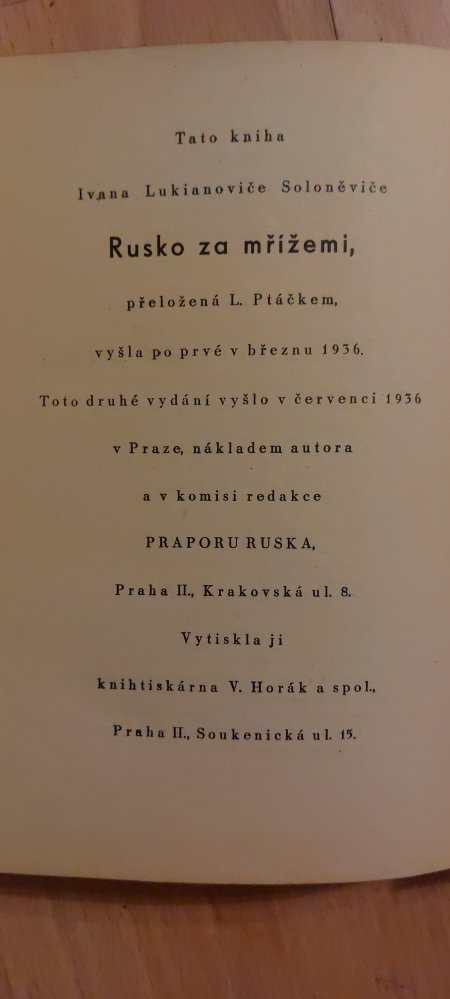 Tato kniha
Ivana Lukianoviče Soloněviče
Rusko za mřížemi,
přeložená L. Ptáčkem,
vyšla po prvé v březnu 1936.
Toto druhé vydání vyšlo v červenci 1936
v Praze, nákladem autora
a v komisi redakce
PRAPORU RUSKA,
Praha II., Krakovská ul. 8.
Vytiskla ji
knihtiskárna V. Horák a spol.,
Praha II., Soukenická ul. 15.